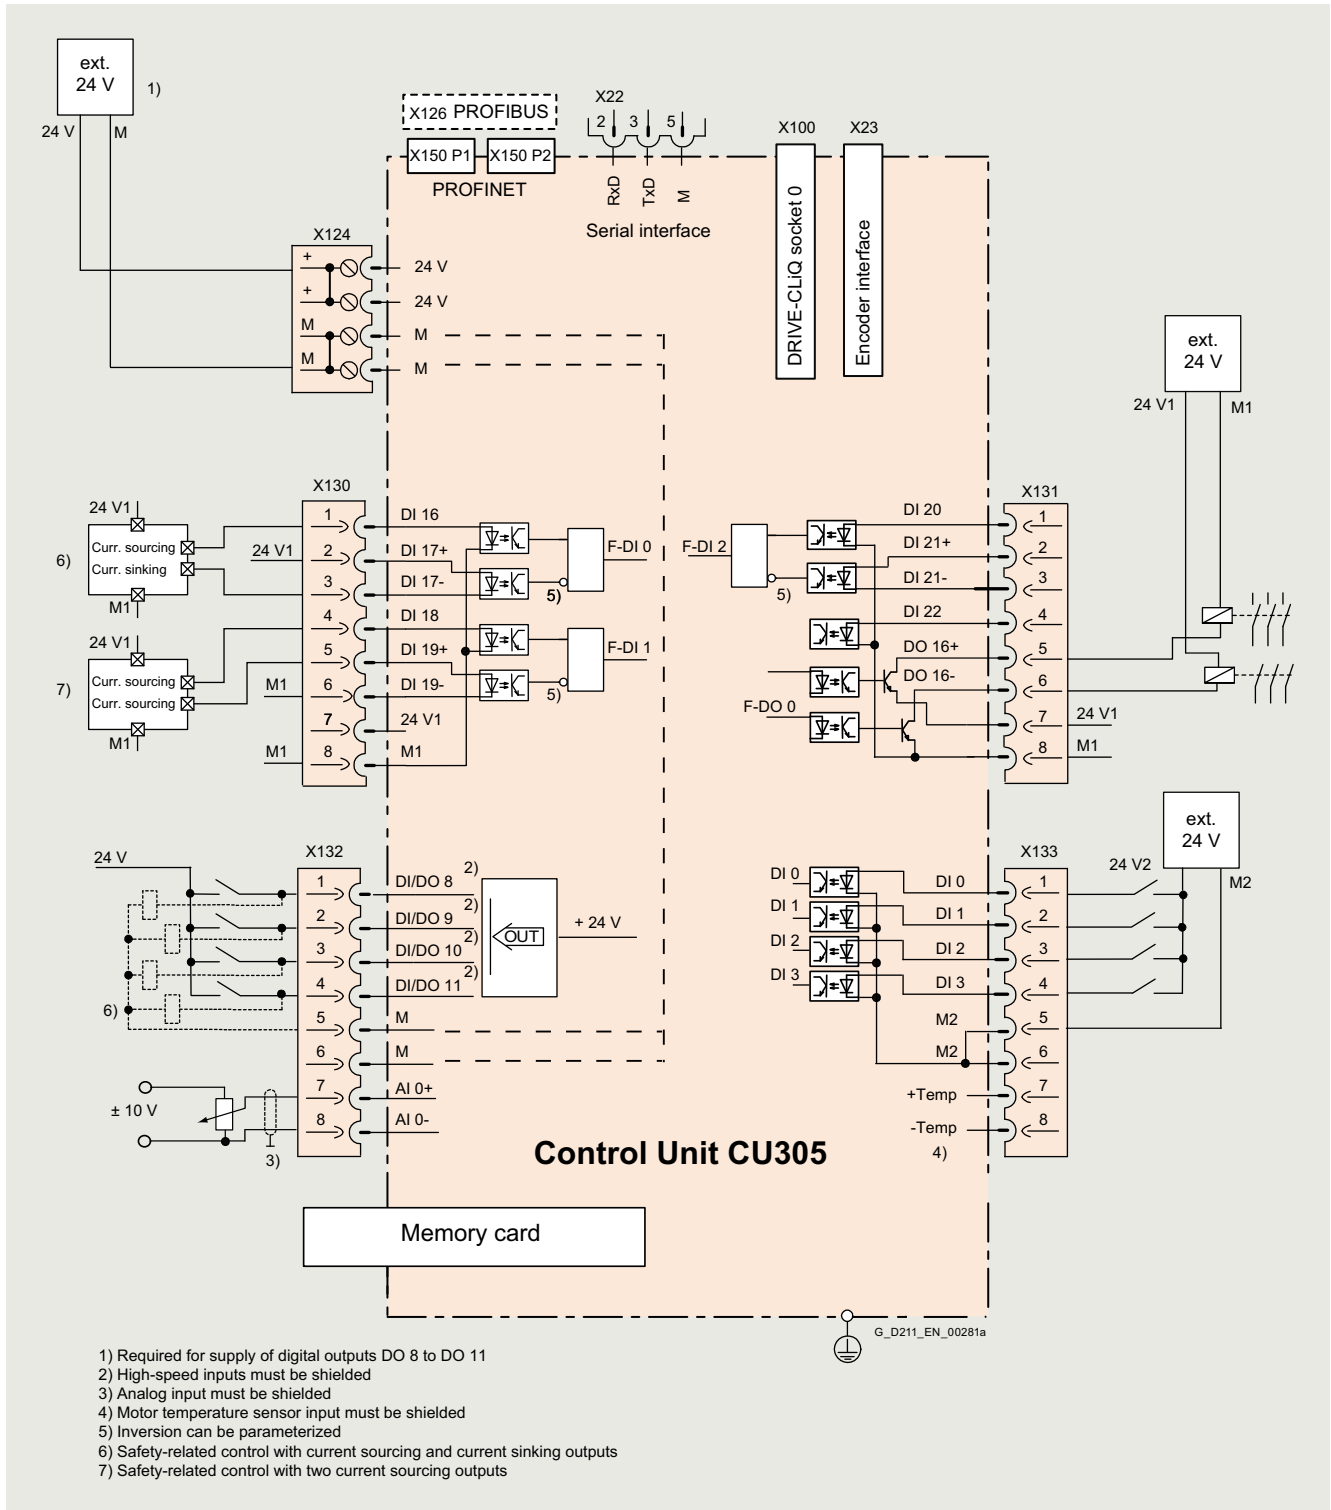 ext.
24 V
1)
24 V
M
X126 PROFIBUS
X150 P1
X150 P2
PROFINET
X22
2
3
5
RxD
TxD
M
Serial interface
X100
DRIVE-CLiQ socket 0
X23
Encoder interface
X124
+
24 V
+
24 V
M
M
M
M
ext.
24 V
24 V1
M1
X130
24 V1
6)
Curr. sourcing
Curr. sinking
M1
24 V1
1
2
3
4
5
6
7
8
DI 16
DI 17+
DI 17-
DI 18
DI 19+
DI 19-
24 V1
M1
24 V1
7)
Curr. sourcing
Curr. sourcing
M1
M1
M1
F-DI 0
5)
F-DI 1
5)
X131
F-DI 2
5)
DI 20
DI 21+
DI 21-
DI 22
DO 16+
DO 16-
F-DO 0
1
2
3
4
5
6
7
8
24 V1
M1
X132
24 V
6)
1
2
3
4
5
6
7
8
DI/DO 8
DI/DO 9
DI/DO 10
DI/DO 11
M
M
AI 0+
AI 0-
2)
2)
2)
2)
OUT
+ 24 V
± 10 V
3)
ext.
24 V
24 V2
M2
X133
DI 0
DI 1
DI 2
DI 3
DI 0
DI 1
DI 2
DI 3
M2
M2
+Temp
-Temp
4)
1
2
3
4
5
6
7
8
Control Unit CU305
Memory card
G_D211_EN_00281a
1) Required for supply of digital outputs DO 8 to DO 11
2) High-speed inputs must be shielded
3) Analog input must be shielded
4) Motor temperature sensor input must be shielded
5) Inversion can be parameterized
6) Safety-related control with current sourcing and current sinking outputs
7) Safety-related control with two current sourcing outputs